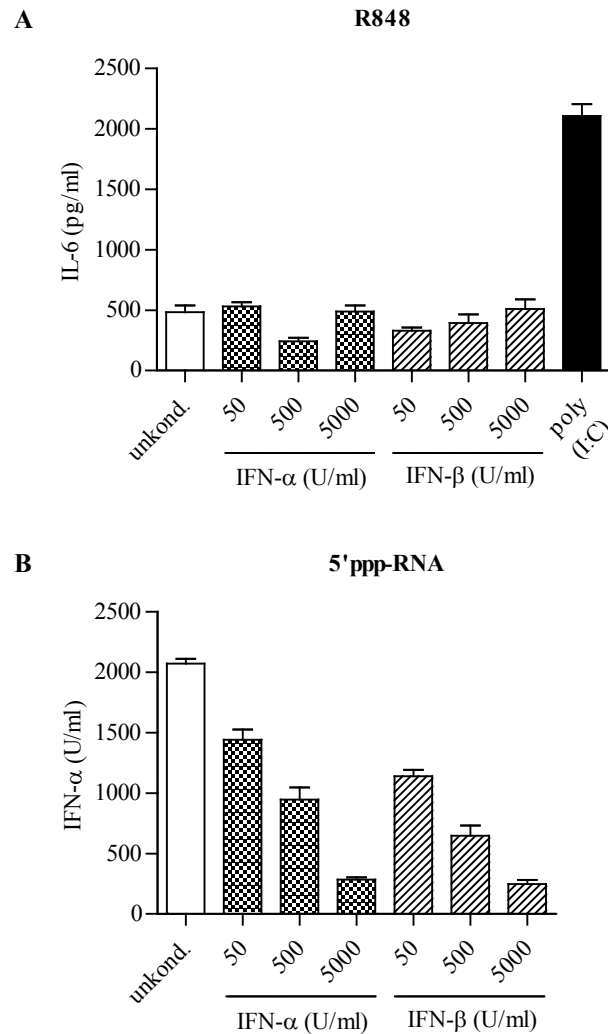 A
R848
2500
2000
1500
1000
500
0
IL-6 (pg/ml)
unkond.
50
500
5000
50
500
5000
poly
(I:C)
IFN-α (U/ml)
IFN-β (U/ml)
B
5'ppp-RNA
2500
2000
1500
1000
500
0
IFN-α (U/ml)
unkond.
50
500
5000
50
500
5000
IFN-α (U/ml)
IFN-β (U/ml)